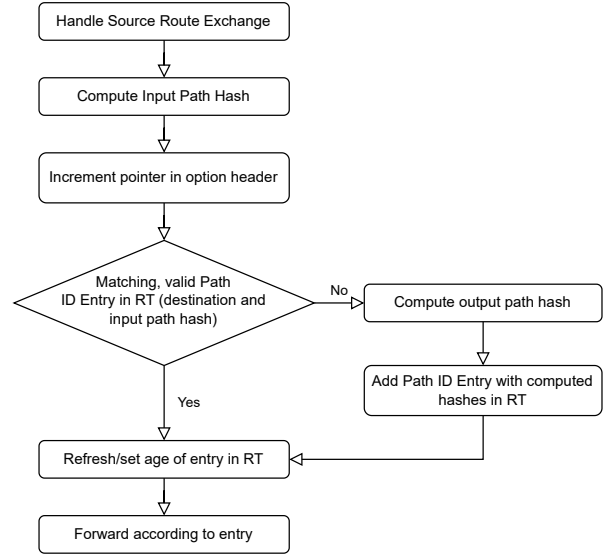 Handle Source Route Exchange
Compute Input Path Hash
Increment pointer in option header
Matching, valid Path
ID Entry in RT (destination and
input path hash)
No
Compute output path hash
Add Path ID Entry with computed
hashes in RT
Yes
Refresh/set age of entry in RT
Forward according to entry